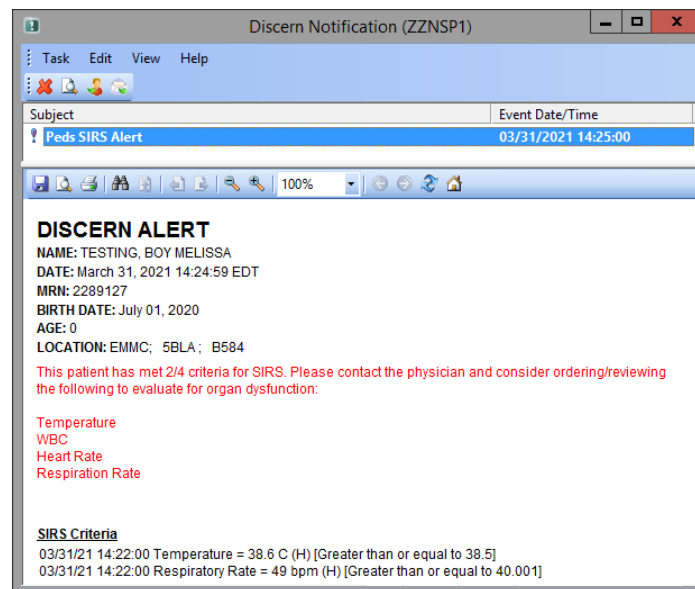 Discern Notification (ZZNSP1)
Task Edit View Help
Subject Event Date/Time
Peds SIRS Alert 03/31/2021 14:25:00
100%
DISCERN ALERT
NAME: TESTING, BOY MELISSA
DATE: March 31, 2021 14:24:59 EDT
MRN: 2289127
BIRTH DATE: July 01, 2020
AGE: 0
LOCATION: EMMC; 5BLA ; B584
This patient has met 2/4 criteria for SIRS. Please contact the physician and consider ordering/reviewing
the following to evaluate for organ dysfunction:
Temperature
WBC
Heart Rate
Respiration Rate
SIRS Criteria
03/31/21 14:22:00 Temperature = 38.6 C (H) [Greater than or equal to 38.5]
03/31/21 14:22:00 Respiratory Rate = 49 bpm (H) [Greater than or equal to 40.001]